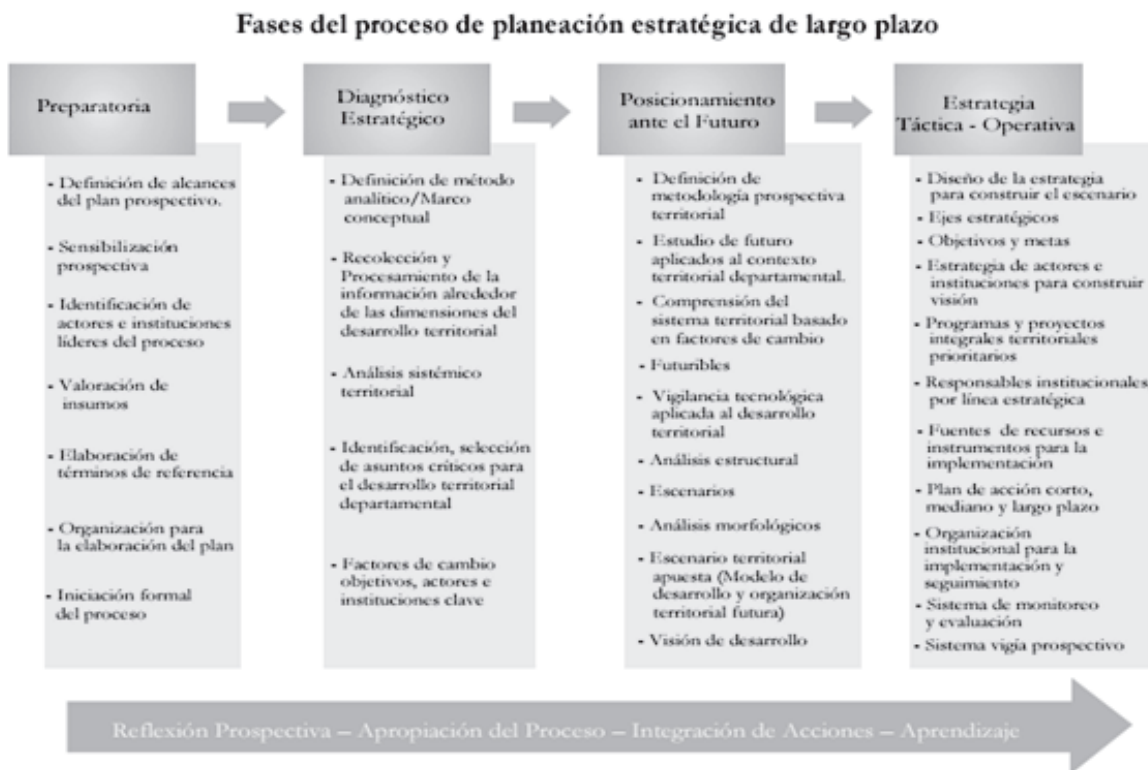 Fases del proceso de planeación estratégica de largo plazo
Preparatoria
- Definición de alcances
del plan prospectivo.
- Sensibilización
prospectiva
- Identificación de
actores e instituciones
líderes del proceso
- Valoración de
insumos
- Elaboración de
términos de referencia
- Organización para
la elaboración del plan
- Iniciación formal
del proceso
Diagnóstico
Estratégico
- Definición de método
analítico/Marco
conceptual
- Recolección y
Procesamiento de la
información alrededor
de las dimensiones del
desarrollo territorial
- Análisis sistémico
territorial
- Identificación, selección
de asuntos críticos para
el desarrollo territorial
departamental
- Factores de cambio
objetivos, actores e
instituciones clave
Posicionamiento
ante el Futuro
- Definición de
metodología prospectiva
territorial
- Estudio de futuro
aplicados al contexto
territorial departamental.
- Comprensión del
sistema territorial basado
en factores de cambio
- Futuribles
- Vigilancia tecnológica
aplicada al desarrollo
territorial
- Análisis estructural
- Escenarios
- Análisis morfológicos
- Escenario territorial
apuesta (Modelo de
desarrollo y organización
territorial futura)
- Visión de desarrollo
Estrategia
Táctica - Operativa
- Diseño de la estrategia
para construir el escenario
- Ejes estratégicos
- Objetivos y metas
- Estrategia de actores e
instituciones para construir
visión
- Programas y proyectos
integrales territoriales
prioritarios
- Responsables institucionales
por línea estratégica
- Fuentes de recursos e
instrumentos para la
implementación
- Plan de acción corto,
mediano y largo plazo
- Organización
institucional para la
implementación y
seguimiento
- Sistema de monitoreo
y evaluación
- Sistema vigía prospectivo
Reflexión Prospectiva – Apropiación del Proceso – Integración de Acciones – Aprendizaje